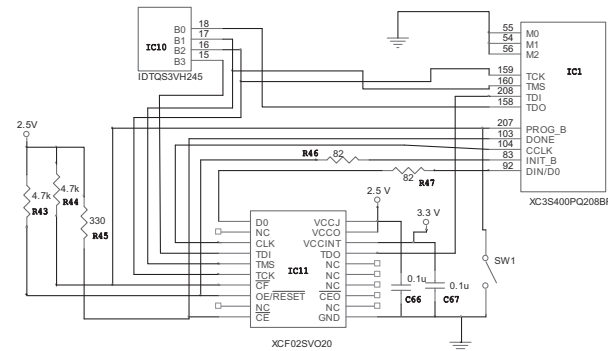 IC10
B0 18
B1 17
B2 16
B3 15
IDTQS3VH245
55 M0
54 M1
56 M2
IC1
159 TCK
160 TMS
208 TDI
158 TDO
207 PROG_B
103 DONE
104 CCLK
83 INIT_B
92 DIN/D0
XC3S400PQ208BF
2.5V
4.7k
R43
4.7k
R44
330
R45
R46 82
82 R47
2.5 V
3.3 V
IC11
D0 VCCJ
NC VCCO
CLK VCCINT
TDI TDO
TMS NC
TCK NC
CF NC
OE/RESET CEO
NC NC
CE GND
XCF02SVO20
0.1u
C66
0.1u
C67
SW1